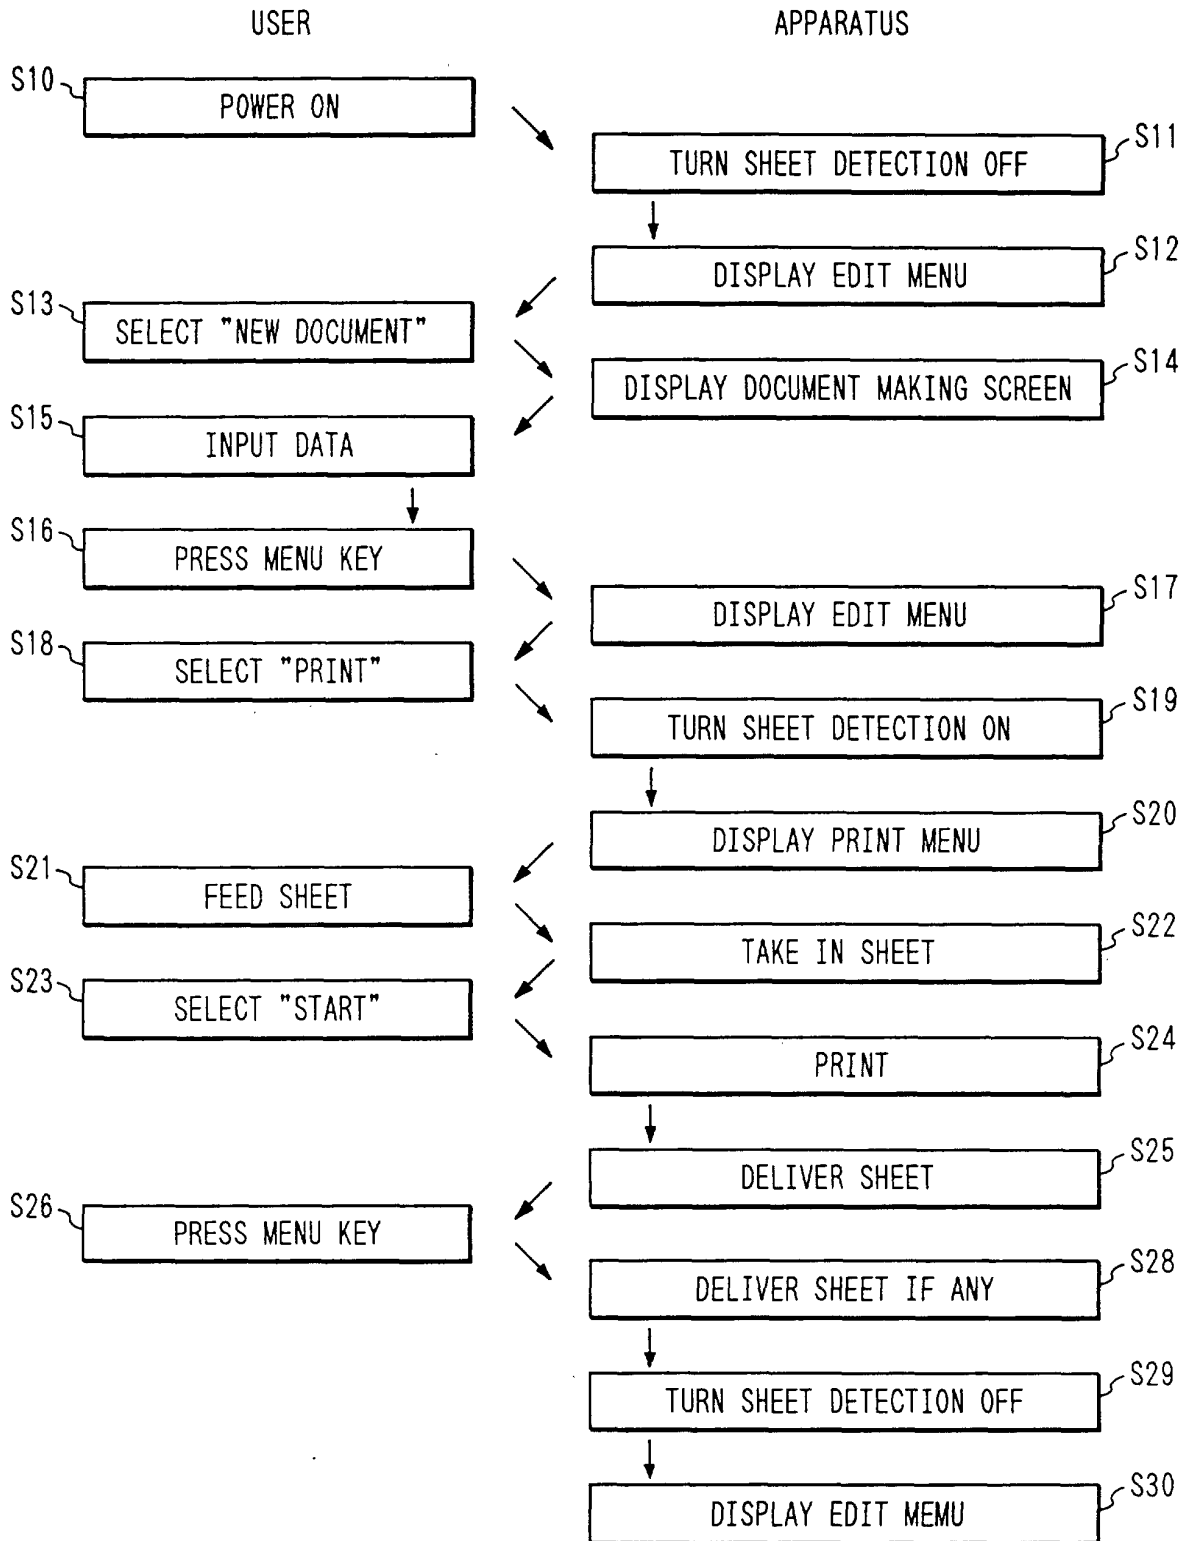 USER
APPARATUS
S10
POWER ON
S11
TURN SHEET DETECTION OFF
S12
DISPLAY EDIT MENU
S13
SELECT "NEW DOCUMENT"
S14
DISPLAY DOCUMENT MAKING SCREEN
S15
INPUT DATA
S16
PRESS MENU KEY
S17
DISPLAY EDIT MENU
S18
SELECT "PRINT"
S19
TURN SHEET DETECTION ON
S20
DISPLAY PRINT MENU
S21
FEED SHEET
S22
TAKE IN SHEET
S23
SELECT "START"
S24
PRINT
S25
DELIVER SHEET
S26
PRESS MENU KEY
S28
DELIVER SHEET IF ANY
S29
TURN SHEET DETECTION OFF
S30
DISPLAY EDIT MEMU